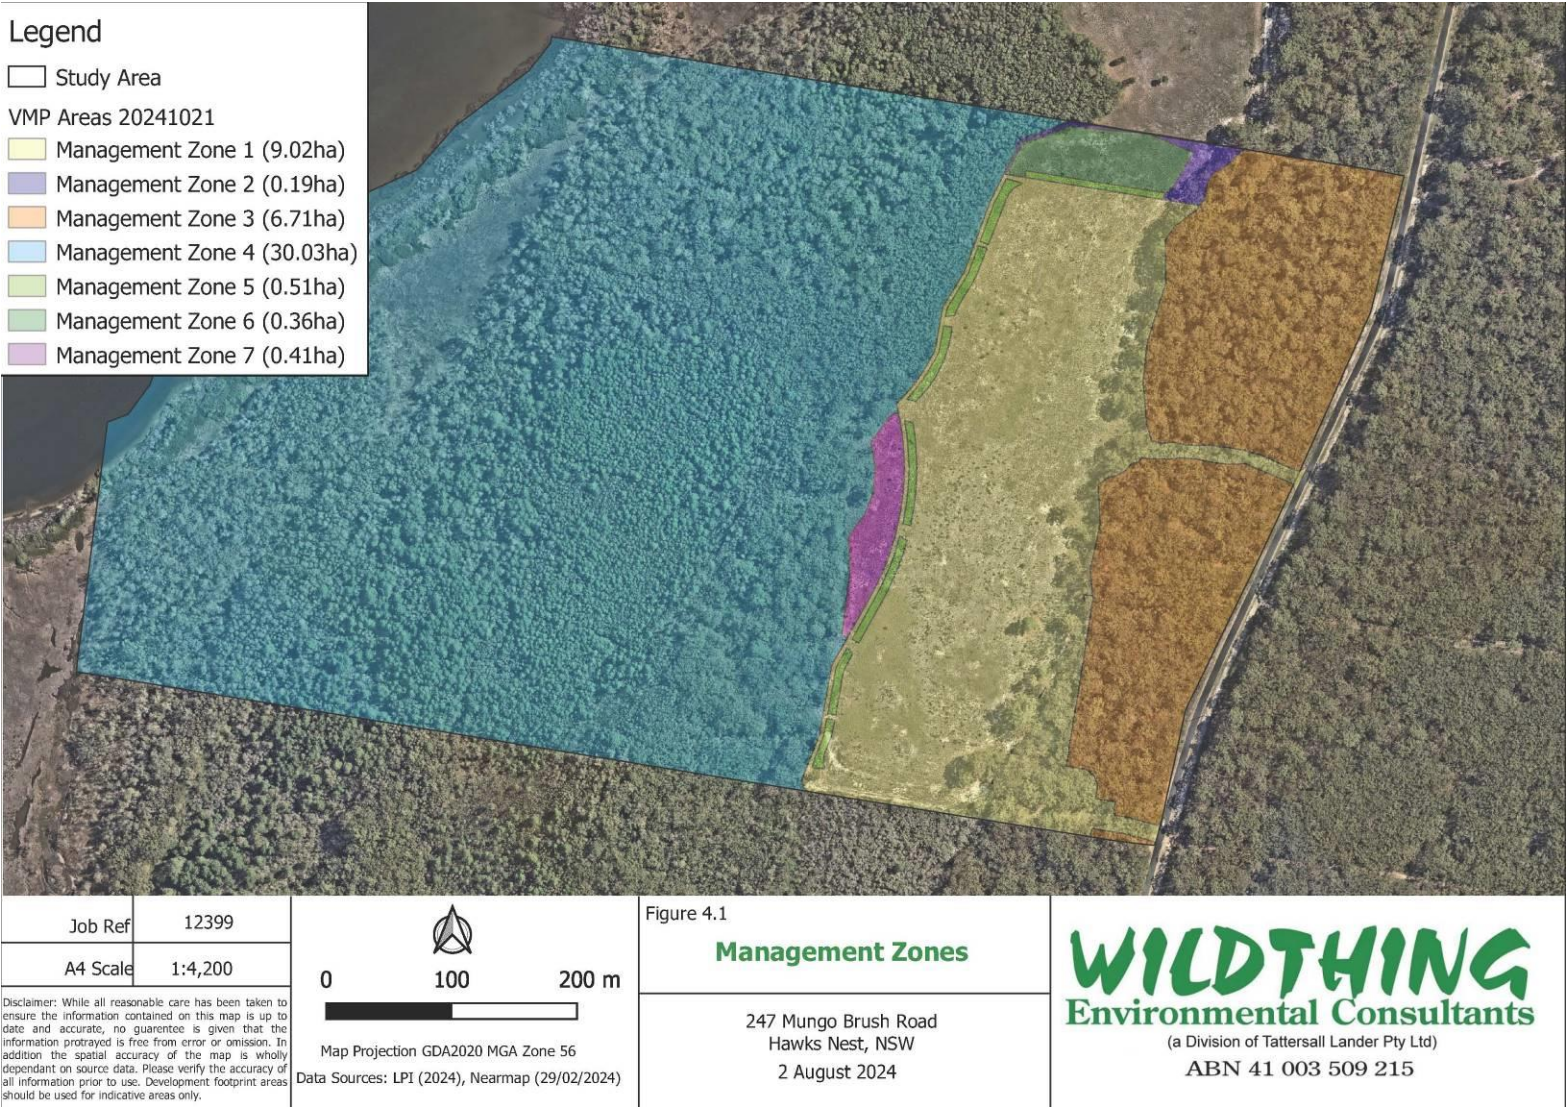 Legend
Study Area
VMP Areas 20241021
Management Zone 1 (9.02ha)
Management Zone 2 (0.19ha)
Management Zone 3 (6.71ha)
Management Zone 4 (30.03ha)
Management Zone 5 (0.51ha)
Management Zone 6 (0.36ha)
Management Zone 7 (0.41ha)
Job Ref 12399
A4 Scale 1:4,200
Disclaimer: While all reasonable care has been taken to
ensure the information contained on this map is up to
date and accurate, no guarentee is given that the
information protrayed is free from error or omission. In
addition the spatial accuracy of the map is wholly
dependant on source data. Please verify the accuracy of
all information prior to use. Development footprint areas
should be used for indicative areas only.
0 100 200 m
Map Projection GDA2020 MGA Zone 56
Data Sources: LPI (2024), Nearmap (29/02/2024)
Figure 4.1
Management Zones
247 Mungo Brush Road
Hawks Nest, NSW
2 August 2024
WILDTHING
Environmental Consultants
(a Division of Tattersall Lander Pty Ltd)
ABN 41 003 509 215